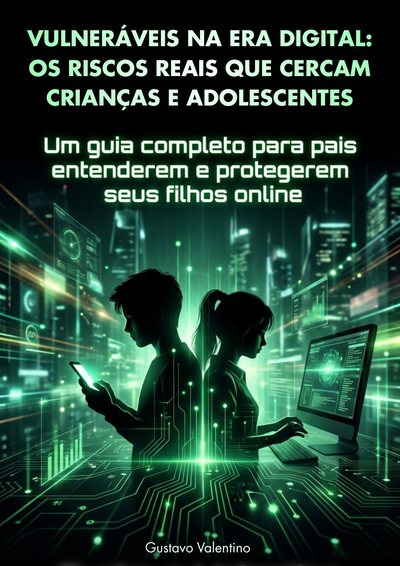 VULNERÁVEIS NA ERA DIGITAL:
OS RISCOS REAIS QUE CERCAM
CRIANÇAS E ADOLESCENTES
Um guia completo para pais
entenderem e protegerem
seus filhos online
Gustavo Valentino